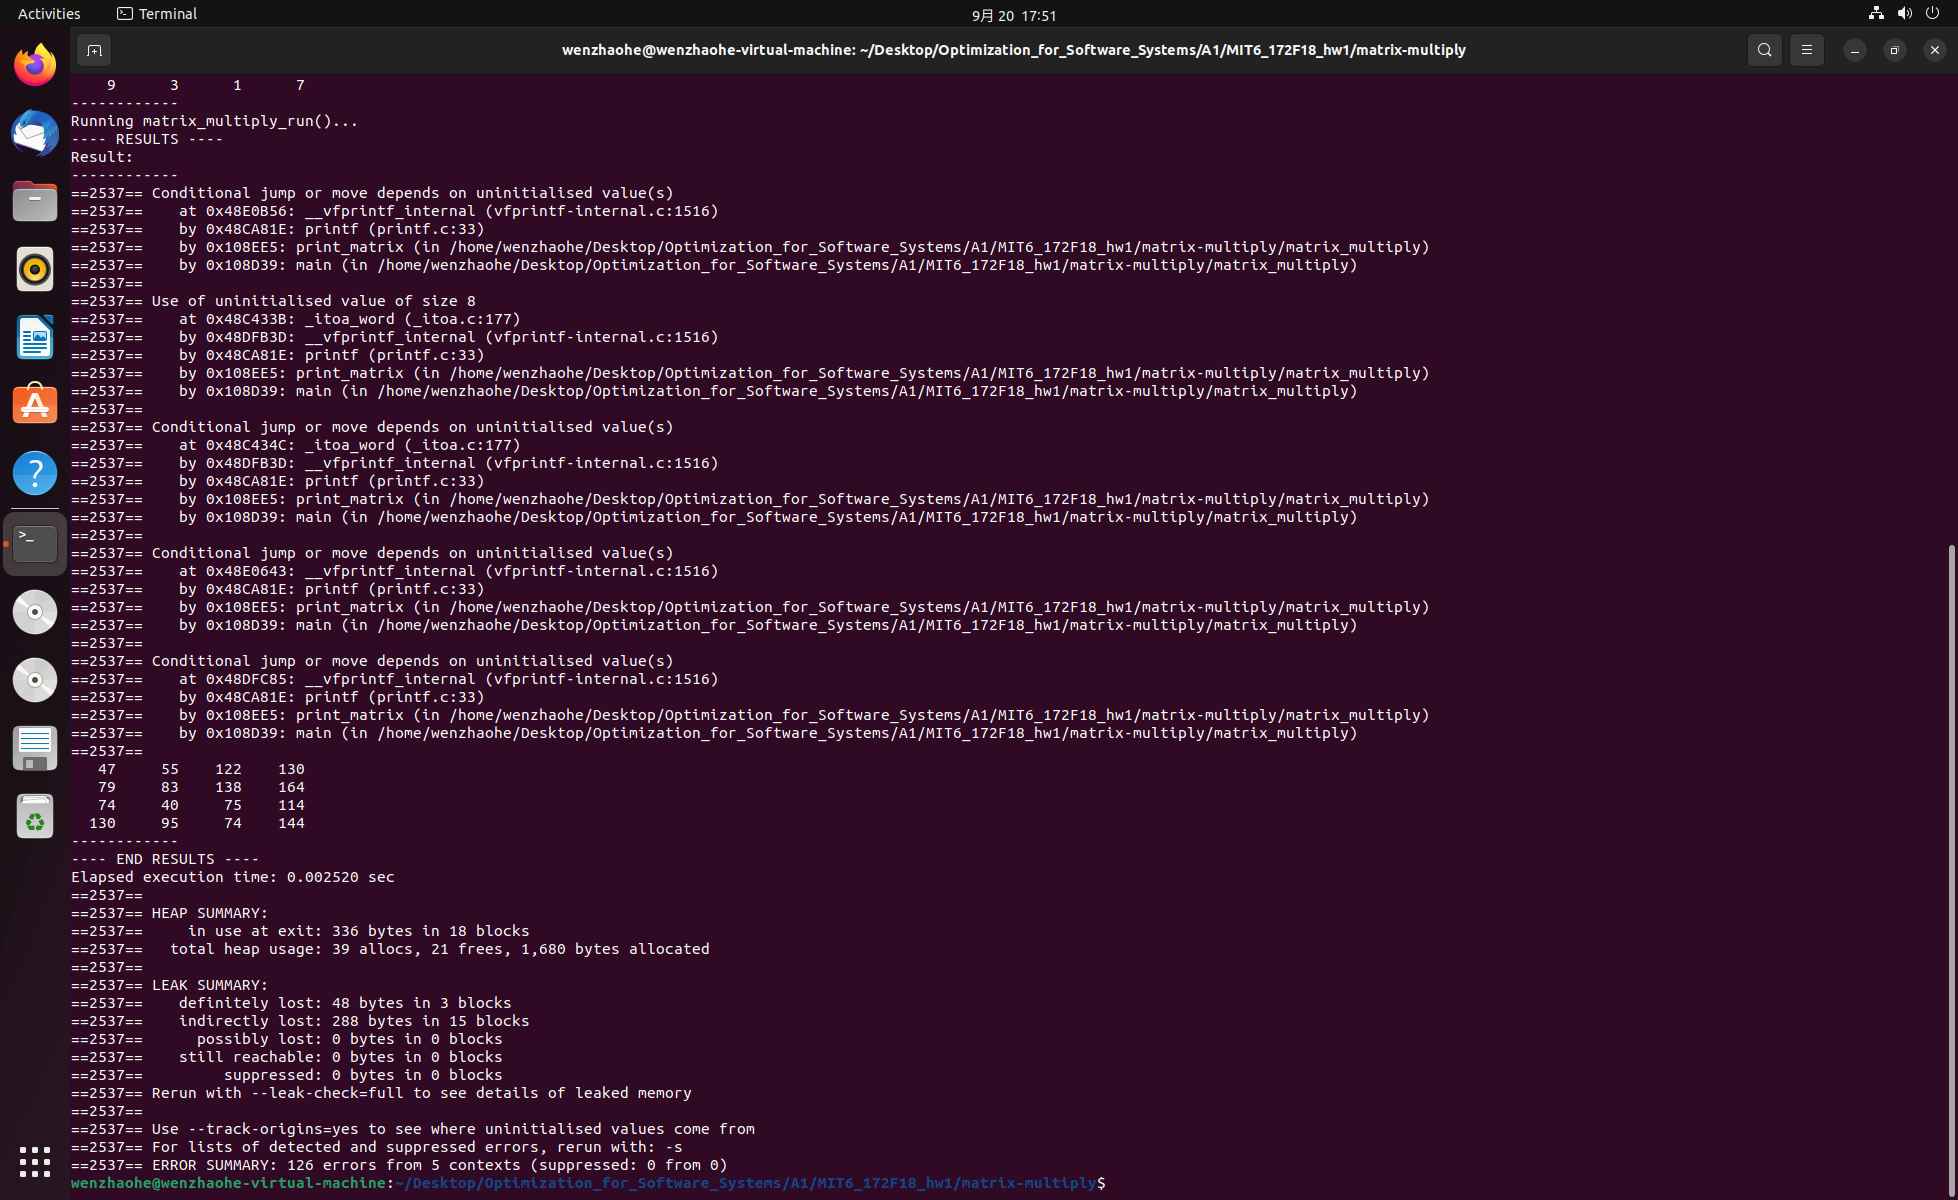 Activities
Terminal
9月 20 17:51
wenzhaohe@wenzhaohe-virtual-machine: ~/Desktop/Optimization_for_Software_Systems/A1/MIT6_172F18_hw1/matrix-multiply
    9      3      1      7
------------
Running matrix_multiply_run()...
---- RESULTS ----
Result:
------------
==2537== Conditional jump or move depends on uninitialised value(s)
==2537==    at 0x48E0B56: __vfprintf_internal (vfprintf-internal.c:1516)
==2537==    by 0x48CA81E: printf (printf.c:33)
==2537==    by 0x108EE5: print_matrix (in /home/wenzhaohe/Desktop/Optimization_for_Software_Systems/A1/MIT6_172F18_hw1/matrix-multiply/matrix_multiply)
==2537==    by 0x108D39: main (in /home/wenzhaohe/Desktop/Optimization_for_Software_Systems/A1/MIT6_172F18_hw1/matrix-multiply/matrix_multiply)
==2537==
==2537== Use of uninitialised value of size 8
==2537==    at 0x48C433B: _itoa_word (_itoa.c:177)
==2537==    by 0x48DFB3D: __vfprintf_internal (vfprintf-internal.c:1516)
==2537==    by 0x48CA81E: printf (printf.c:33)
==2537==    by 0x108EE5: print_matrix (in /home/wenzhaohe/Desktop/Optimization_for_Software_Systems/A1/MIT6_172F18_hw1/matrix-multiply/matrix_multiply)
==2537==    by 0x108D39: main (in /home/wenzhaohe/Desktop/Optimization_for_Software_Systems/A1/MIT6_172F18_hw1/matrix-multiply/matrix_multiply)
==2537==
==2537== Conditional jump or move depends on uninitialised value(s)
==2537==    at 0x48C434C: _itoa_word (_itoa.c:177)
==2537==    by 0x48DFB3D: __vfprintf_internal (vfprintf-internal.c:1516)
==2537==    by 0x48CA81E: printf (printf.c:33)
==2537==    by 0x108EE5: print_matrix (in /home/wenzhaohe/Desktop/Optimization_for_Software_Systems/A1/MIT6_172F18_hw1/matrix-multiply/matrix_multiply)
==2537==    by 0x108D39: main (in /home/wenzhaohe/Desktop/Optimization_for_Software_Systems/A1/MIT6_172F18_hw1/matrix-multiply/matrix_multiply)
==2537==
==2537== Conditional jump or move depends on uninitialised value(s)
==2537==    at 0x48E0643: __vfprintf_internal (vfprintf-internal.c:1516)
==2537==    by 0x48CA81E: printf (printf.c:33)
==2537==    by 0x108EE5: print_matrix (in /home/wenzhaohe/Desktop/Optimization_for_Software_Systems/A1/MIT6_172F18_hw1/matrix-multiply/matrix_multiply)
==2537==    by 0x108D39: main (in /home/wenzhaohe/Desktop/Optimization_for_Software_Systems/A1/MIT6_172F18_hw1/matrix-multiply/matrix_multiply)
==2537==
==2537== Conditional jump or move depends on uninitialised value(s)
==2537==    at 0x48DFC85: __vfprintf_internal (vfprintf-internal.c:1516)
==2537==    by 0x48CA81E: printf (printf.c:33)
==2537==    by 0x108EE5: print_matrix (in /home/wenzhaohe/Desktop/Optimization_for_Software_Systems/A1/MIT6_172F18_hw1/matrix-multiply/matrix_multiply)
==2537==    by 0x108D39: main (in /home/wenzhaohe/Desktop/Optimization_for_Software_Systems/A1/MIT6_172F18_hw1/matrix-multiply/matrix_multiply)
==2537==
   47     55    122    130
   79     83    138    164
   74     40     75    114
  130     95     74    144
------------
---- END RESULTS ----
Elapsed execution time: 0.002520 sec
==2537==
==2537== HEAP SUMMARY:
==2537==     in use at exit: 336 bytes in 18 blocks
==2537==   total heap usage: 39 allocs, 21 frees, 1,680 bytes allocated
==2537==
==2537== LEAK SUMMARY:
==2537==    definitely lost: 48 bytes in 3 blocks
==2537==    indirectly lost: 288 bytes in 15 blocks
==2537==      possibly lost: 0 bytes in 0 blocks
==2537==    still reachable: 0 bytes in 0 blocks
==2537==         suppressed: 0 bytes in 0 blocks
==2537== Rerun with --leak-check=full to see details of leaked memory
==2537==
==2537== Use --track-origins=yes to see where uninitialised values come from
==2537== For lists of detected and suppressed errors, rerun with: -s
==2537== ERROR SUMMARY: 126 errors from 5 contexts (suppressed: 0 from 0)
wenzhaohe@wenzhaohe-virtual-machine:~/Desktop/Optimization_for_Software_Systems/A1/MIT6_172F18_hw1/matrix-multiply$